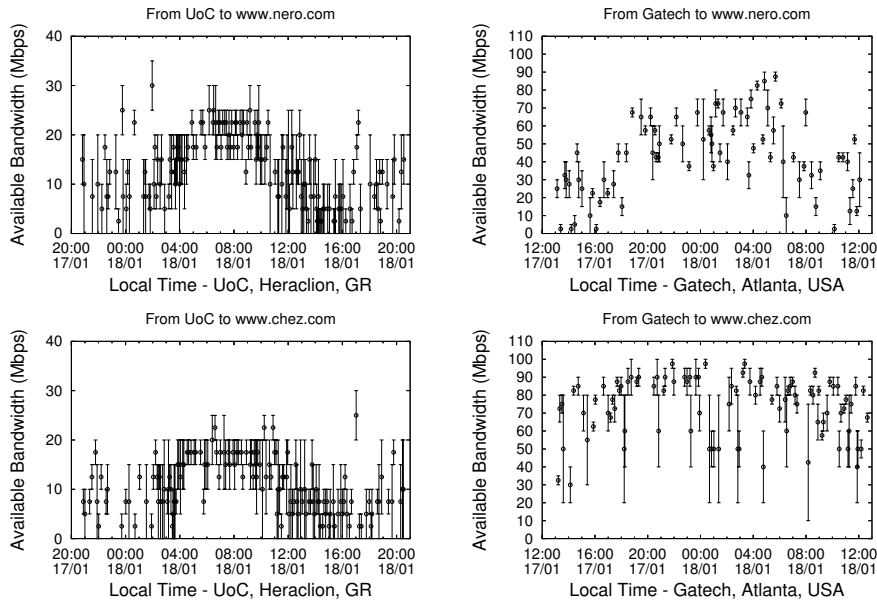 From UoC to www.nero.com
Available Bandwidth (Mbps)
40
30
20
10
0
20:00 00:00 04:00 08:00 12:00 16:00 20:00
17/01 18/01 18/01 18/01 18/01 18/01 18/01
Local Time - UoC, Heraclion, GR
From Gatech to www.nero.com
Available Bandwidth (Mbps)
110
100
90
80
70
60
50
40
30
20
10
0
12:00 16:00 20:00 00:00 04:00 08:00 12:00
17/01 17/01 17/01 18/01 18/01 18/01 18/01
Local Time - Gatech, Atlanta, USA
From UoC to www.chez.com
Available Bandwidth (Mbps)
40
30
20
10
0
20:00 00:00 04:00 08:00 12:00 16:00 20:00
17/01 18/01 18/01 18/01 18/01 18/01 18/01
Local Time - UoC, Heraclion, GR
From Gatech to www.chez.com
Available Bandwidth (Mbps)
110
100
90
80
70
60
50
40
30
20
10
0
12:00 16:00 20:00 00:00 04:00 08:00 12:00
17/01 17/01 17/01 18/01 18/01 18/01 18/01
Local Time - Gatech, Atlanta, USA